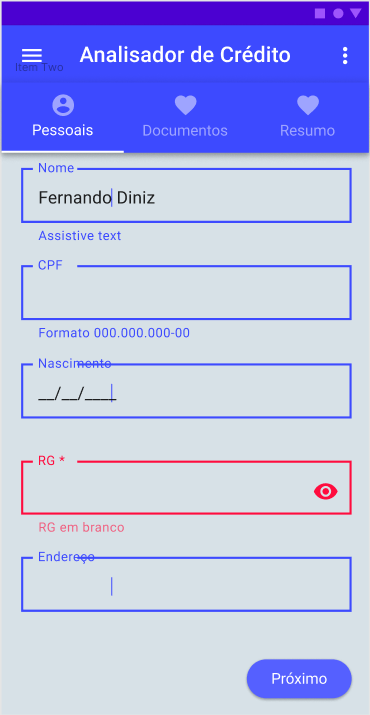 Analisador de Crédito
Item Two
Pessoais
Documentos
Resumo
Nome
Fernando Diniz
Assistive text
CPF
Formato 000.000.000-00
Nascimento
__/__/____
RG *
RG em branco
Endereço
Próximo